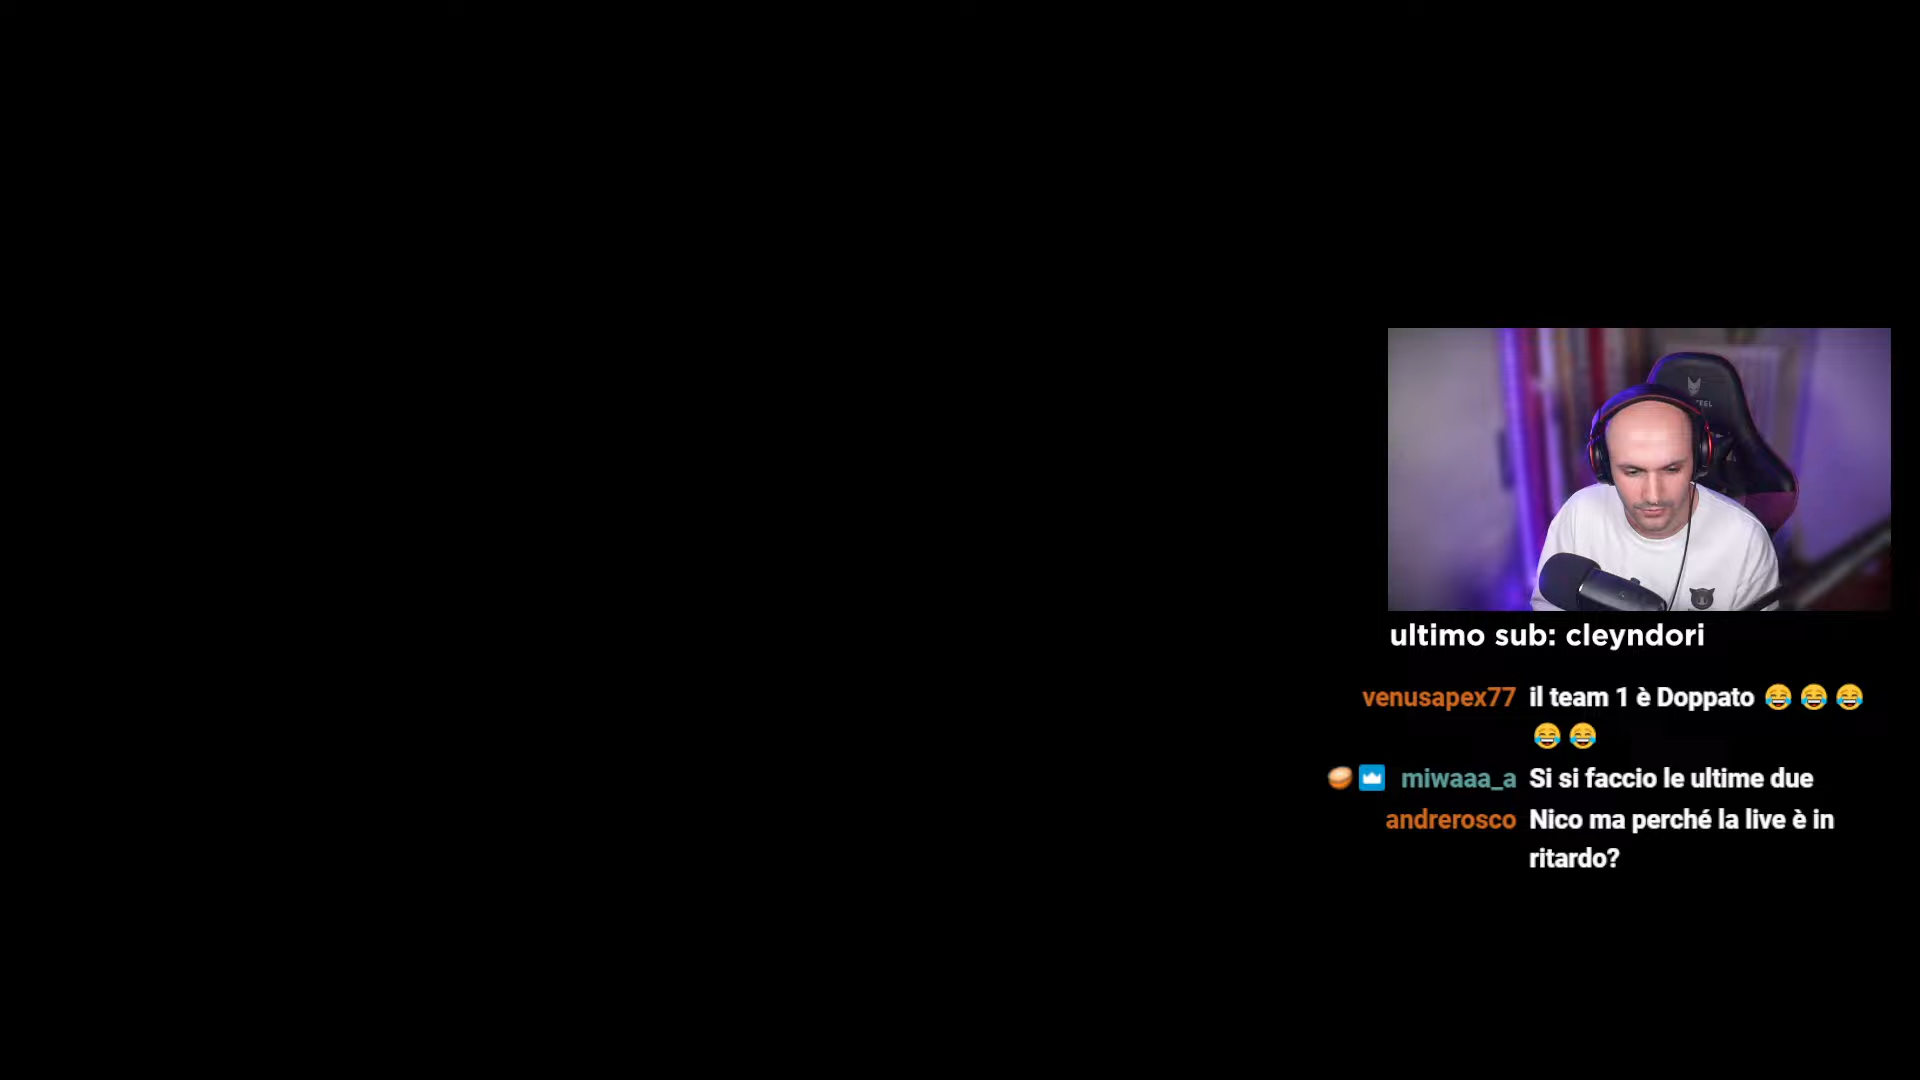 ultimo sub: cleyndori
venusapex77 il team 1 è Doppato 😂 😂 😂
😂 😂
miwaaa_a Si si faccio le ultime due
andrerosco Nico ma perché la live è in
ritardo?